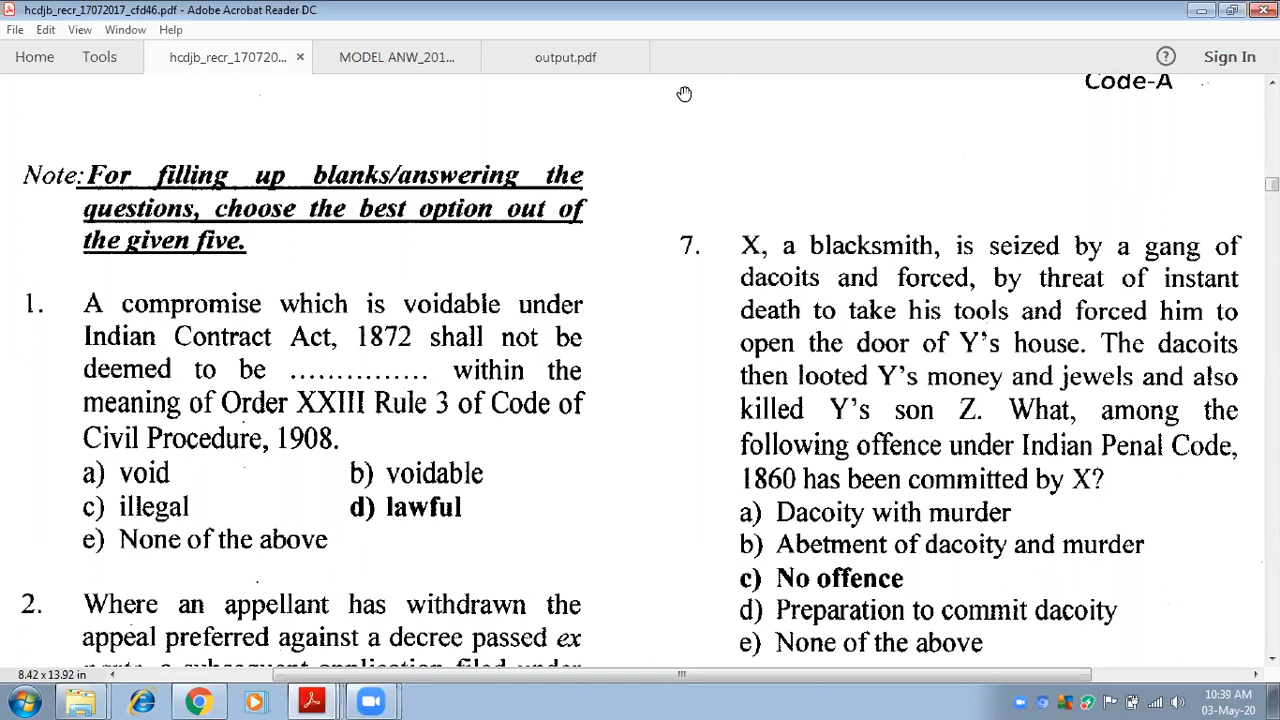 hcdjb_recr_17072017_cfd46.pdf - Adobe Acrobat Reader DC
File Edit View Window Help
Home Tools hcdjb_recr_170720... × MODEL ANW_201... output.pdf ? Sign In
Code-A
Note: For filling up blanks/answering the
questions, choose the best option out of
the given five.
1. A compromise which is voidable under
Indian Contract Act, 1872 shall not be
deemed to be ............... within the
meaning of Order XXIII Rule 3 of Code of
Civil Procedure, 1908.
a) void b) voidable
c) illegal d) lawful
e) None of the above
2. Where an appellant has withdrawn the
appeal preferred against a decree passed ex
parte, a subsequent application filed under
7. X, a blacksmith, is seized by a gang of
dacoits and forced, by threat of instant
death to take his tools and forced him to
open the door of Y's house. The dacoits
then looted Y's money and jewels and also
killed Y's son Z. What, among the
following offence under Indian Penal Code,
1860 has been committed by X?
a) Dacoity with murder
b) Abetment of dacoity and murder
c) No offence
d) Preparation to commit dacoity
e) None of the above
8.42 x 13.92 in
10:39 AM
03-May-20